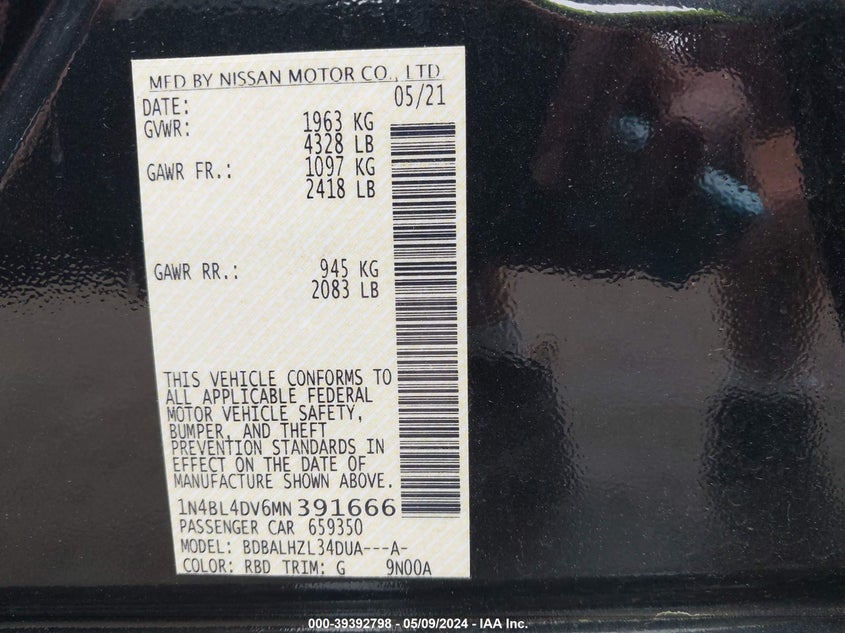 MFD BY NISSAN MOTOR CO., LTD
DATE: 05/21
GVWR: 1963 KG
4328 LB
GAWR FR.: 1097 KG
2418 LB
GAWR RR.: 945 KG
2083 LB
THIS VEHICLE CONFORMS TO
ALL APPLICABLE FEDERAL
MOTOR VEHICLE SAFETY,
BUMPER, AND THEFT
PREVENTION STANDARDS IN
EFFECT ON THE DATE OF
MANUFACTURE SHOWN ABOVE.
1N4BL4DV6MN391666
PASSENGER CAR 659350
MODEL: BDBALHZL34DUA---A-
COLOR: RBD TRIM: G 9N00A
000-39392798 - 05/09/2024 - IAA Inc.